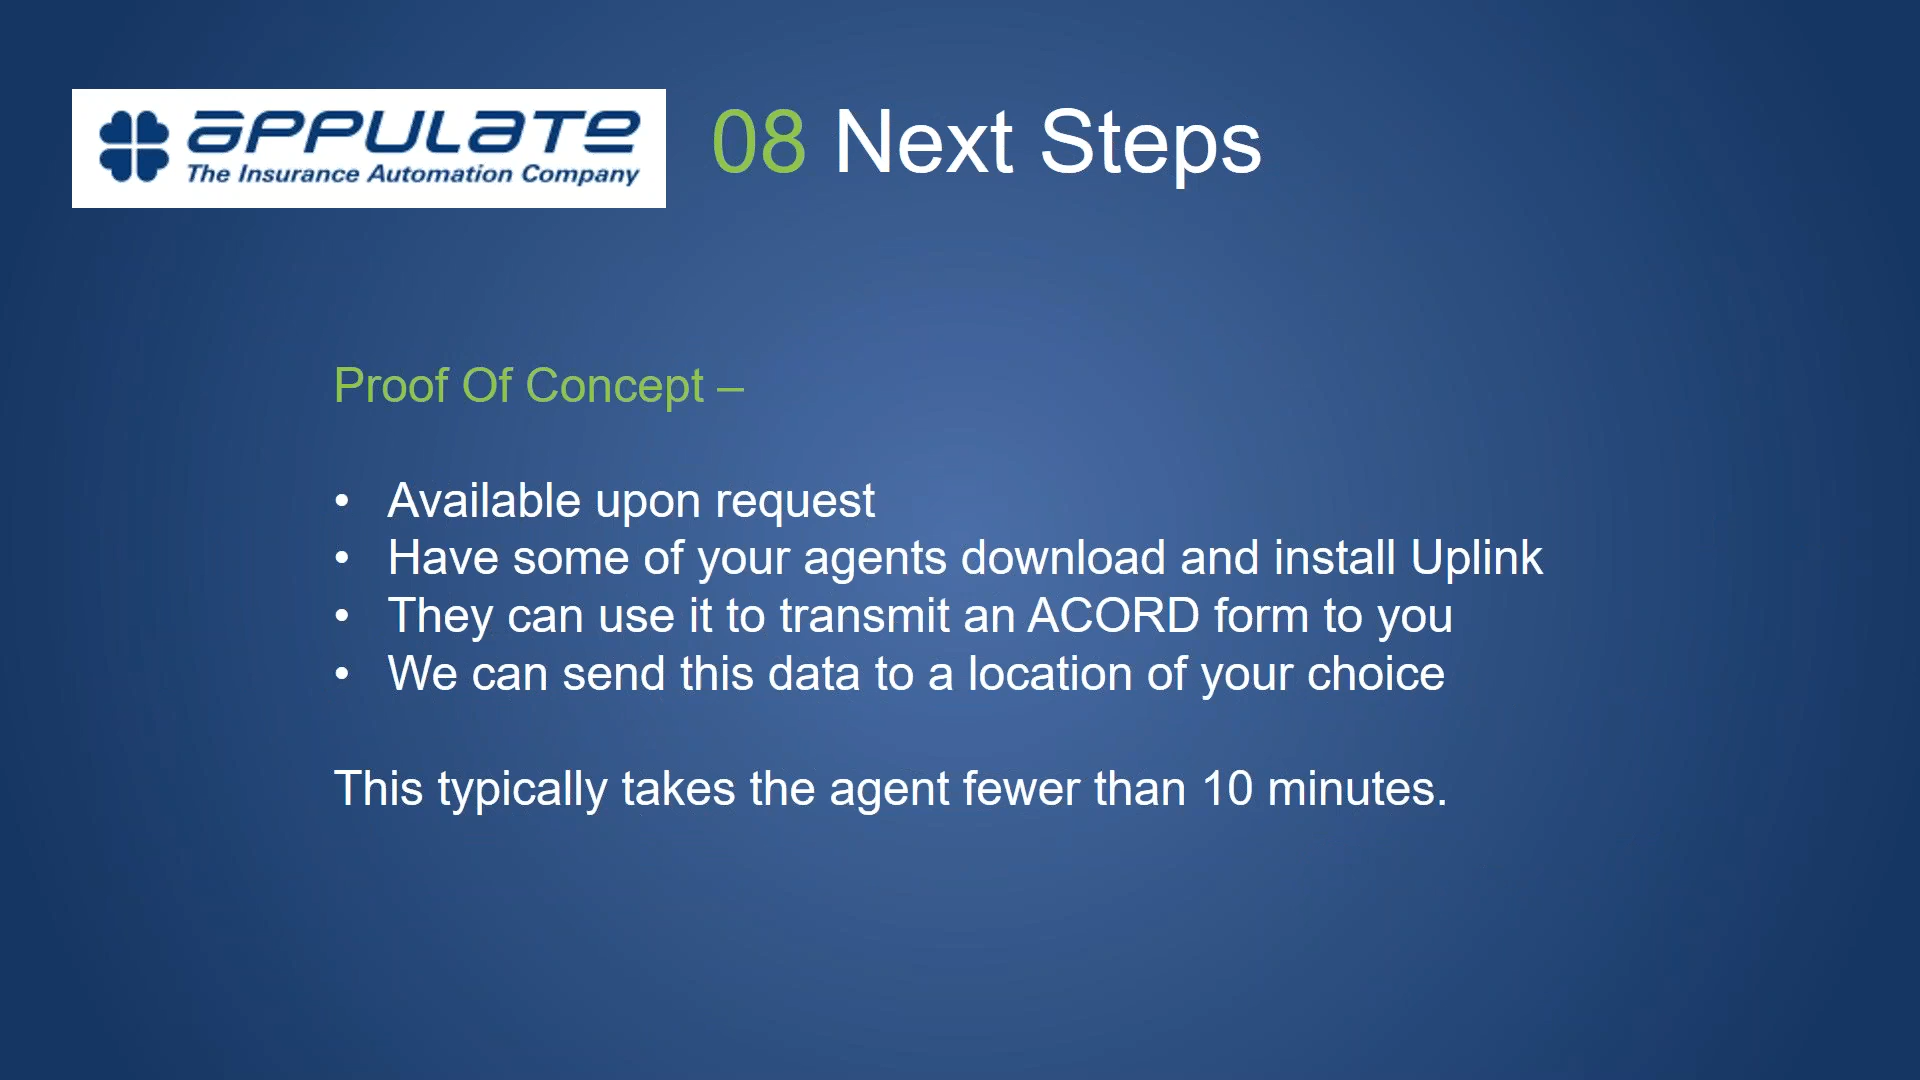 APPULATE
The Insurance Automation Company
08 Next Steps
Proof Of Concept –
• Available upon request
• Have some of your agents download and install Uplink
• They can use it to transmit an ACORD form to you
• We can send this data to a location of your choice
This typically takes the agent fewer than 10 minutes.